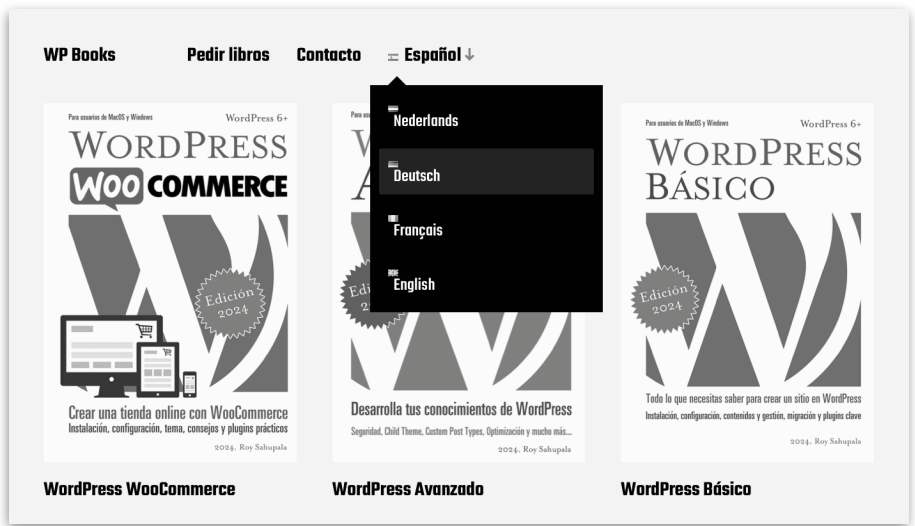 WP Books
Pedir libros
Contacto
Español
Nederlands
Deutsch
Français
English
Para usuarios de MacOS y Windows
WordPress 6+
WORDPRESS
WOO COMMERCE
Edición
2024
Crear una tienda online con WooCommerce
Instalación, configuración, tema, consejos y plugins prácticos
2024, Roy Sahupala
WordPress WooCommerce
Para usu
W
A
Edi
20
Desarrolla tus conocimientos de WordPress
Seguridad, Child Theme, Custom Post Types, Optimización y mucho más...
2024, Roy Sahupala
WordPress Avanzado
Para usuarios de MacOS y Windows
WordPress 6+
WORDPRESS
BÁSICO
Edición
2024
Todo lo que necesitas saber para crear un sitio en WordPress
Instalación, configuración, contenidos y gestión, migración y plugins clave
2024, Roy Sahupala
WordPress Básico